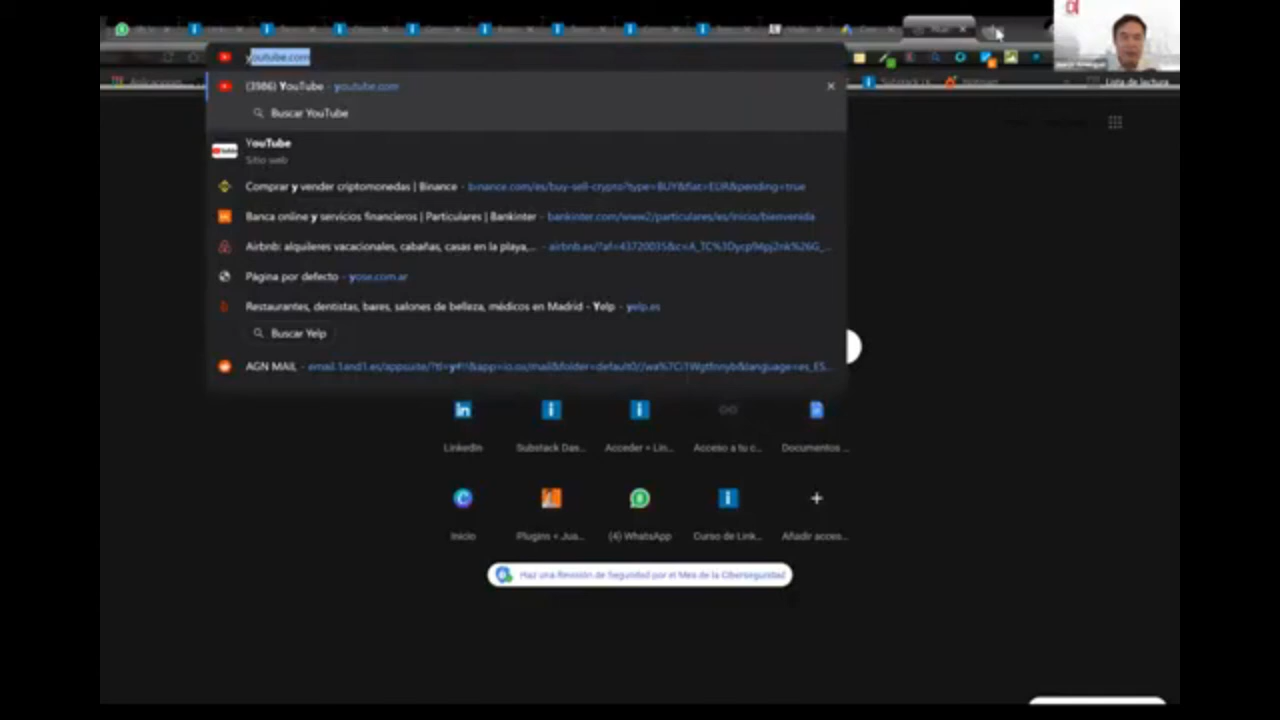 youtube.com
(3986) YouTube - youtube.com
Buscar YouTube
YouTube
Sitio web
Comprar y vender criptomonedas | Binance - binance.com/es/buy-sell-crypto?type=BUY&fiat=EUR&pending=true
Banca online y servicios financieros | Particulares | Bankinter - bankinter.com/www2/particulares/es/inicio/bienvenida
Airbnb: alquileres vacacionales, cabañas, casas en la playa,... -
Página por defecto - yose.com.ar
Restaurantes, dentistas, bares, salones de belleza, médicos en Madrid - Yelp - yelp.es
Buscar Yelp
AGN MAIL -
Lista de lectura
LinkedIn
Substack Das...
Acceder < Lin...
Acceso a tu c...
Documentos ...
Inicio
Plugins < Jua...
(4) WhatsApp
Curso de Link...
Añadir acceso...
Haz una Revisión de Seguridad por el Mes de la Ciberseguridad